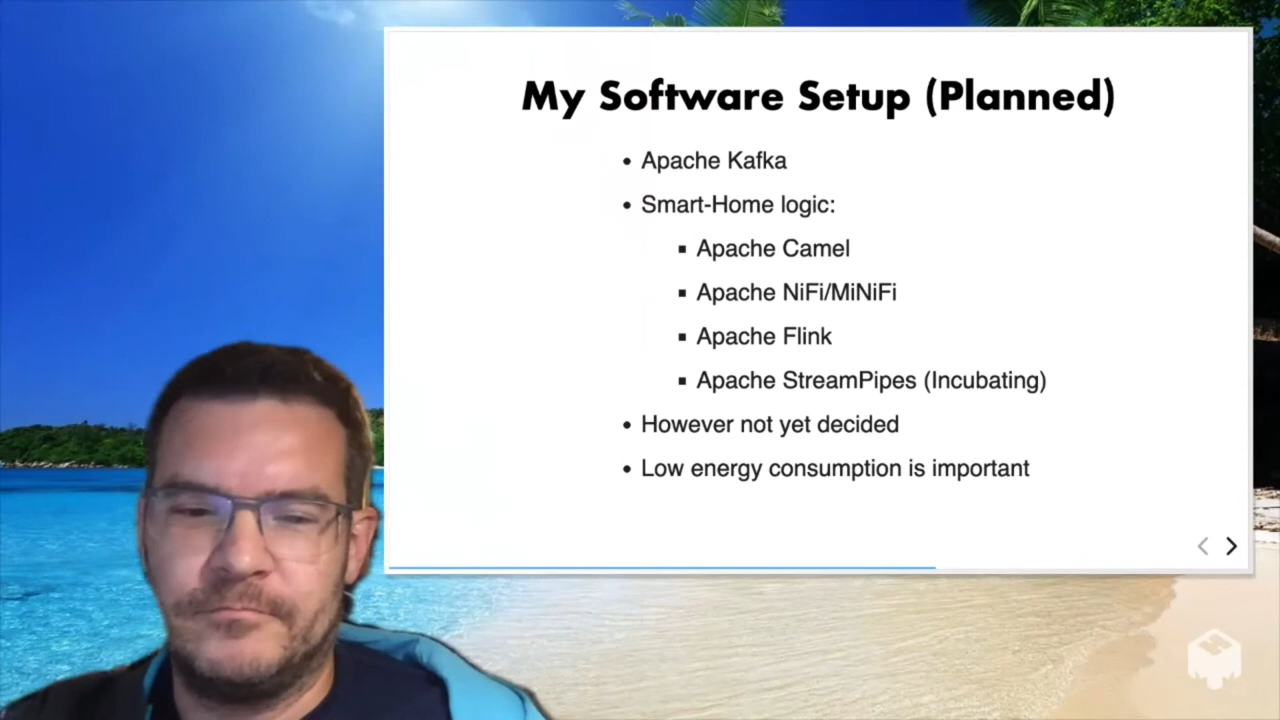 My Software Setup (Planned)
• Apache Kafka
• Smart-Home logic:
▪ Apache Camel
▪ Apache NiFi/MiNiFi
▪ Apache Flink
▪ Apache StreamPipes (Incubating)
• However not yet decided
• Low energy consumption is important